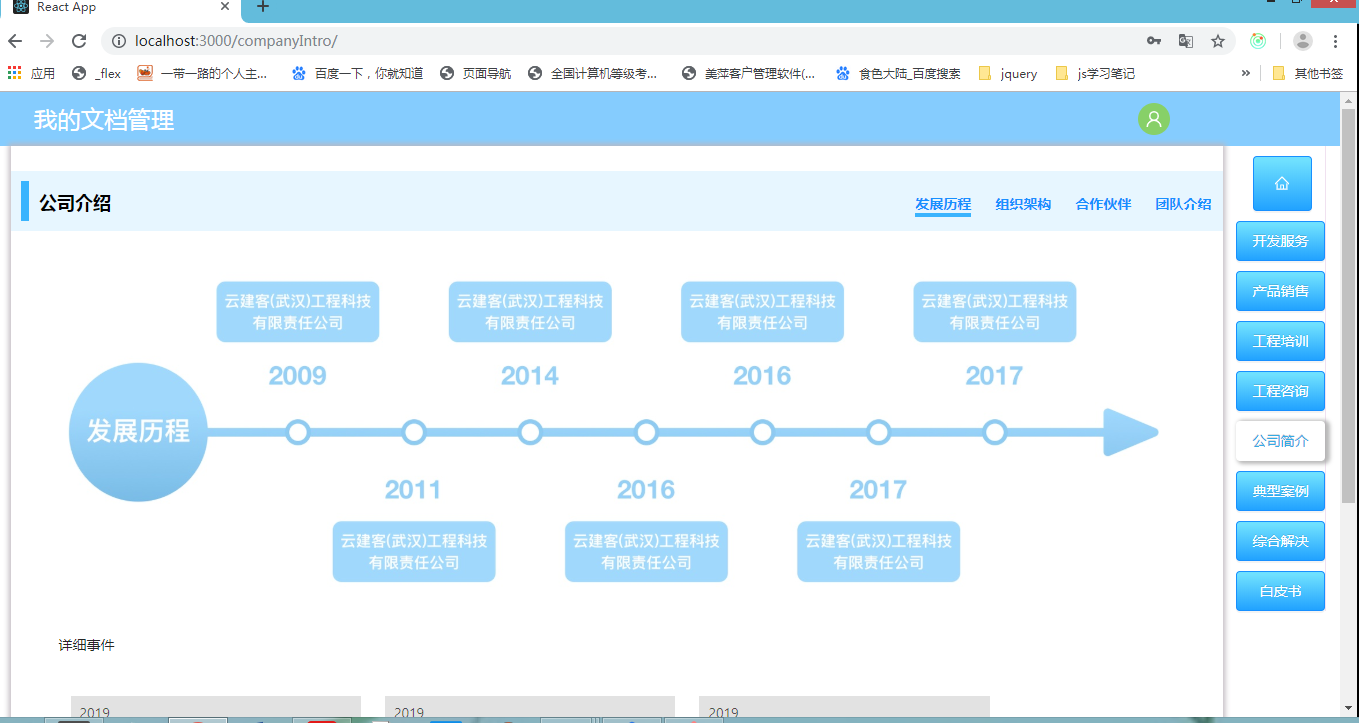 React App
localhost:3000/companyIntro/
应用 _flex 一带一路的个人主... 百度一下，你就知道 页面导航 全国计算机等级考... 美萍客户管理软件(... 食色大陆_百度搜索 jquery js学习笔记 » 其他书签
我的文档管理
公司介绍 发展历程 组织架构 合作伙伴 团队介绍
云建客(武汉)工程科技
有限责任公司
云建客(武汉)工程科技
有限责任公司
云建客(武汉)工程科技
有限责任公司
云建客(武汉)工程科技
有限责任公司
2009 2014 2016 2017
发展历程
2011 2016 2017
云建客(武汉)工程科技
有限责任公司
云建客(武汉)工程科技
有限责任公司
云建客(武汉)工程科技
有限责任公司
详细事件
2019 2019 2019
开发服务
产品销售
工程培训
工程咨询
公司简介
典型案例
综合解决
白皮书